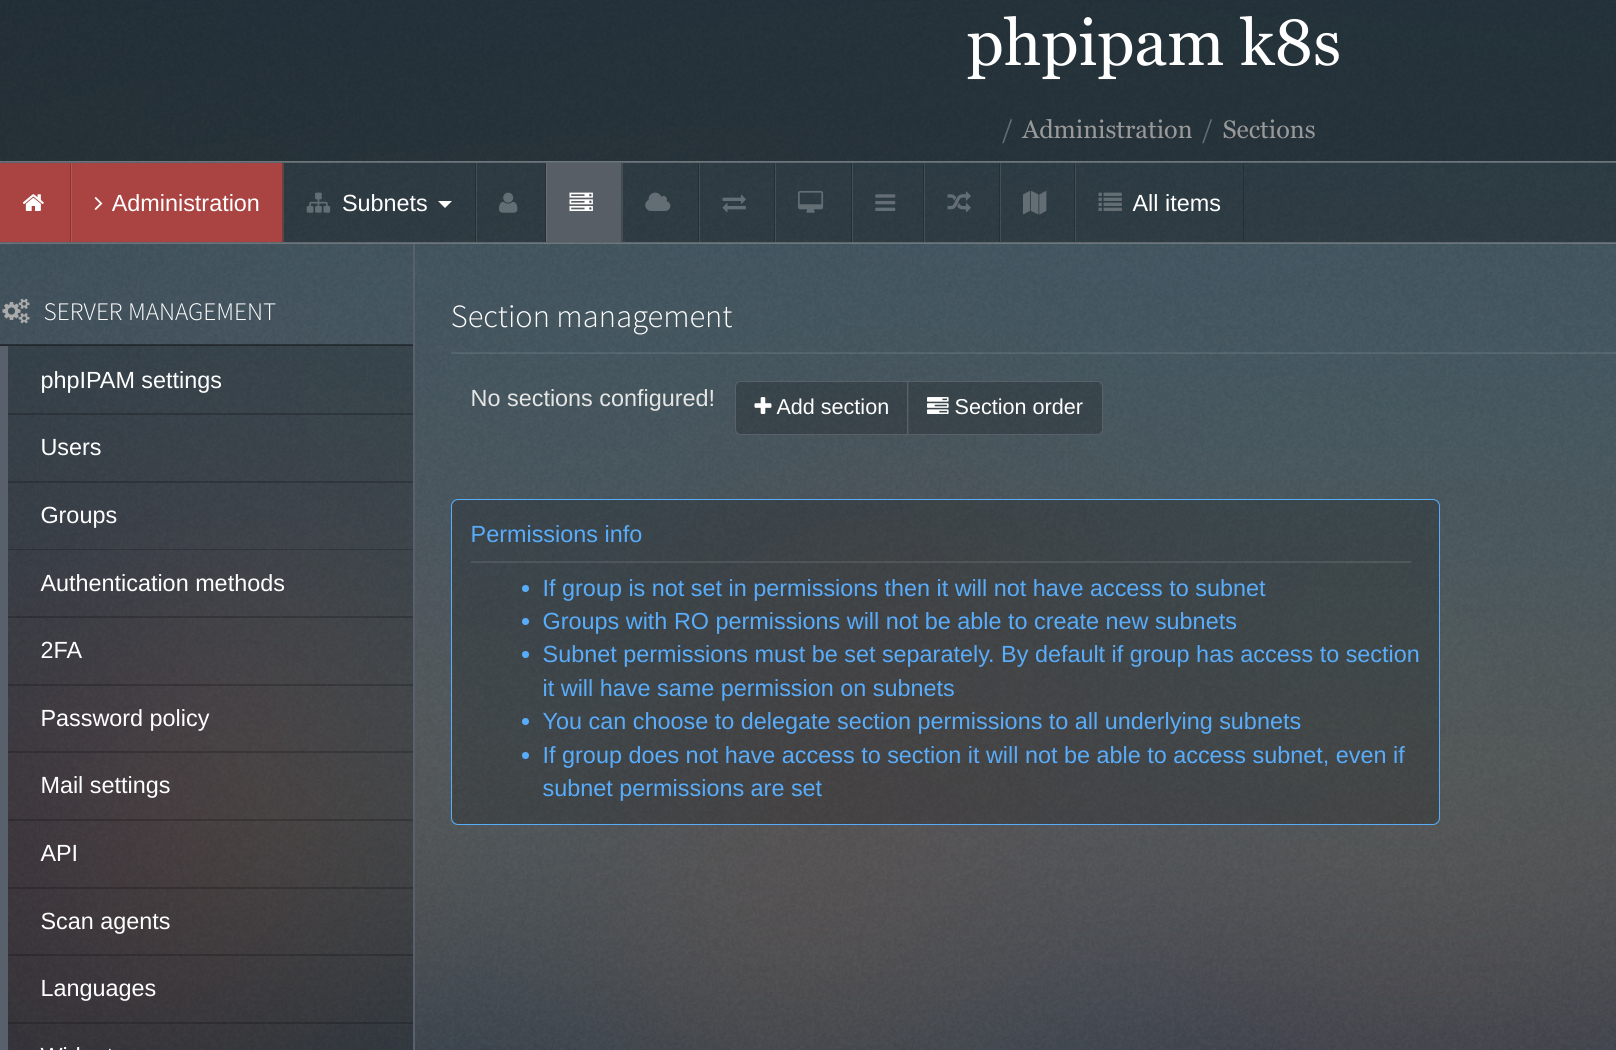 phpipam k8s
/ Administration / Sections
Administration
Subnets
All items
SERVER MANAGEMENT
phpIPAM settings
Users
Groups
Authentication methods
2FA
Password policy
Mail settings
API
Scan agents
Languages
Section management
No sections configured!
Add section
Section order
Permissions info
If group is not set in permissions then it will not have access to subnet
Groups with RO permissions will not be able to create new subnets
Subnet permissions must be set separately. By default if group has access to section
it will have same permission on subnets
You can choose to delegate section permissions to all underlying subnets
If group does not have access to section it will not be able to access subnet, even if
subnet permissions are set